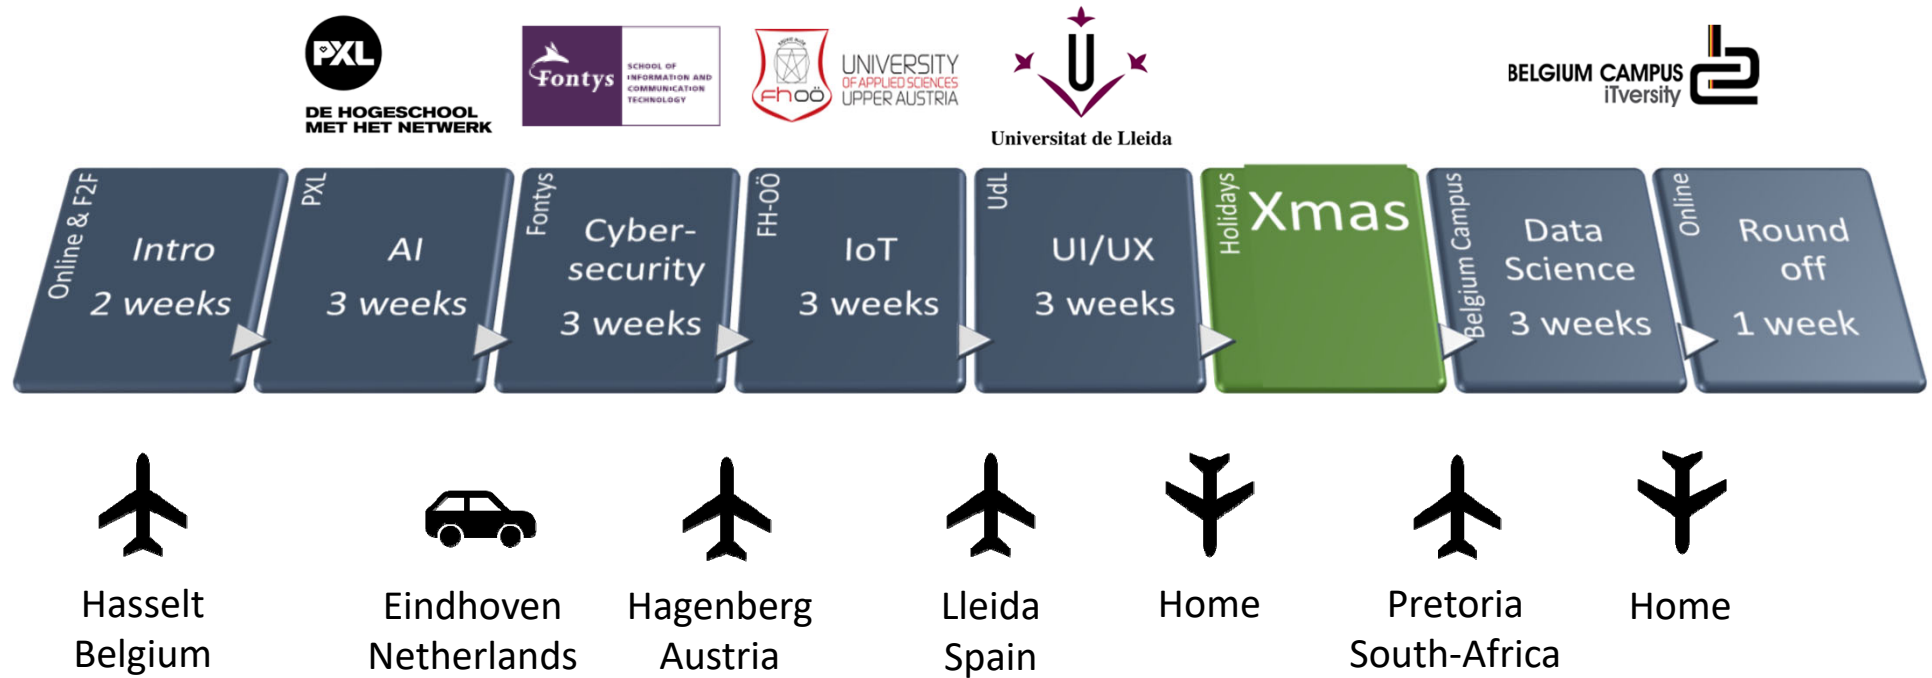 PXL
DE HOGESCHOOL
MET HET NETWERK
Fontys
SCHOOL OF
INFORMATION AND
COMMUNICATION
TECHNOLOGY
fhoö
UNIVERSITY
OF APPLIED SCIENCES
UPPER AUSTRIA
U
Universitat de Lleida
BELGIUM CAMPUS
iTversity
Online & F2F
Intro
2 weeks
PXL
AI
3 weeks
Fontys
Cyber-
security
3 weeks
FH-OÖ
IoT
3 weeks
UdL
UI/UX
3 weeks
Holidays
Xmas
Belgium Campus
Data
Science
3 weeks
Online
Round
off
1 week
Hasselt
Belgium
Eindhoven
Netherlands
Hagenberg
Austria
Lleida
Spain
Home
Pretoria
South-Africa
Home